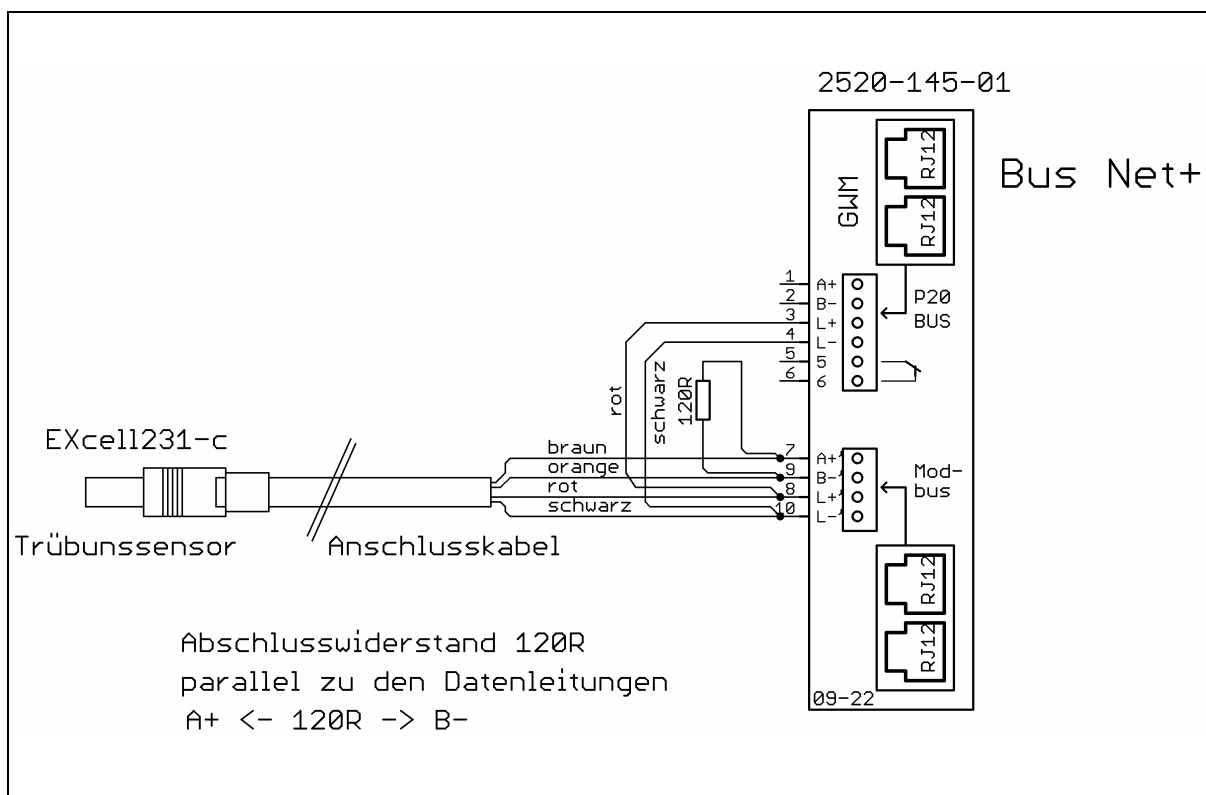 2520-145-01
Bus Net+
GWM
RJ12
RJ12
1 A+
2 B-
3 L+
4 L-
5 5
6 6
P20
BUS
rot
schwarz
120R
EXcell231-c
braun
orange
rot
schwarz
7 A+
9 B-
8 L+
10 L-
Mod-
bus
Trübunssensor
Anschlusskabel
RJ12
RJ12
Abschlusswiderstand 120R
parallel zu den Datenleitungen
A+ <- 120R -> B-
09-22